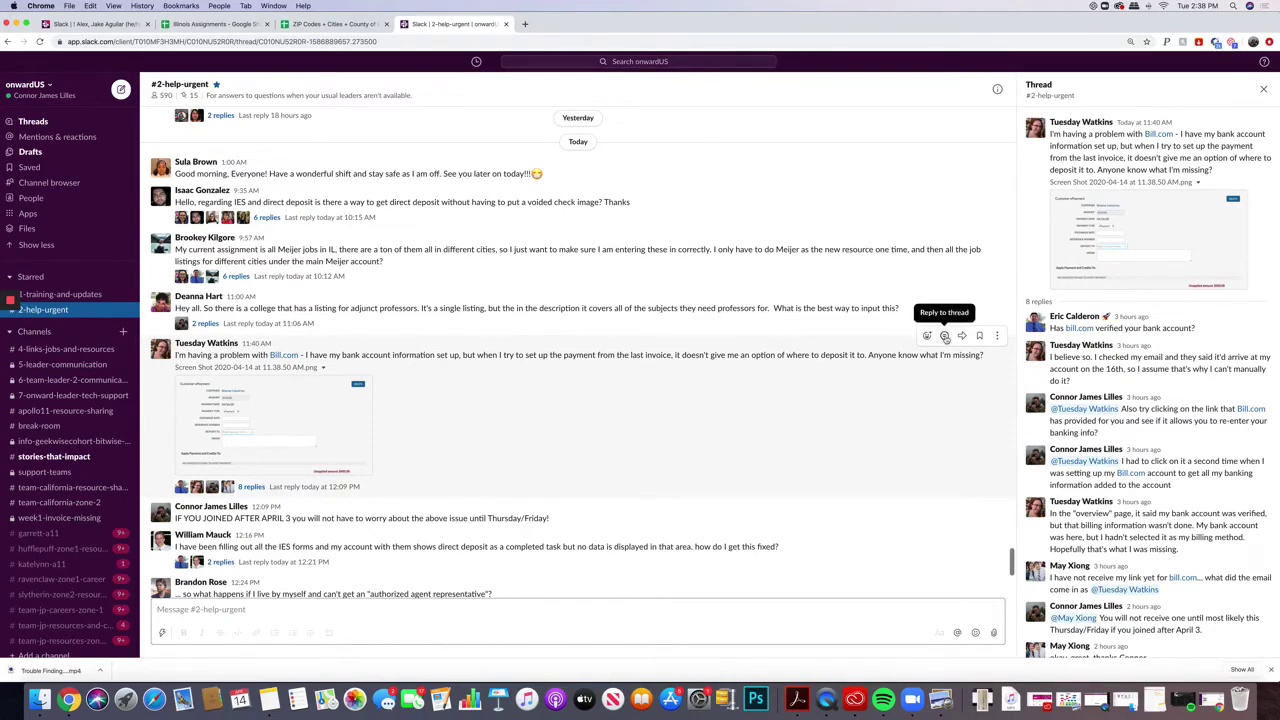 Chrome File Edit View History Bookmarks People Tab Window Help
Tue 2:38 PM
Slack | ! Alex, Jake Aguilar (he/h
Illinois Assignments - Google Sh
ZIP Codes + Cities + County of
Slack | 2-help-urgent | onwardUS
app.slack.com/client/T010MF3H3MH/C010NU52R0R/thread/C010NU52R0R-1586889657.273500
Search onwardUS
onwardUS
Connor James Lilles
Threads
Mentions & reactions
Drafts
Saved
Channel browser
People
Apps
Files
Show less
Starred
1-training-and-updates
2-help-urgent
Channels
# 4-links-jobs-and-resources
5-leader-communication
6-team-leader-2-communica...
7-onward-leader-tech-support
# apollo11-resource-sharing
# break-room
info-geekwisecohort-bitwise-...
stories-that-impact
support-teams
# team-california-resource-sha...
# team-california-zone-2
week1-invoice-missing
# garrett-a11 9+
# hufflepuff-zone1-resou... 9+
# katelynn-a11 1
# ravenclaw-zone1-career 9+
# slytherin-zone2-resour... 9+
# team-jp-careers-zone-1 9+
# team-jp-resources-and-c... 4
# team-jp-resources-zon... 9+
+ Add a channel
#2-help-urgent
590 15 For answers to questions when your usual leaders aren't available.
2 replies Last reply 18 hours ago
Yesterday
Today
Sula Brown 1:00 AM
Good morning, Everyone! Have a wonderful shift and stay safe as I am off. See you later on today!!!
Isaac Gonzalez 9:35 AM
Hello, regarding IES and direct deposit is there a way to get direct deposit without having to put a voided check image? Thanks
6 replies Last reply today at 10:15 AM
Brookey Kilgore 9:57 AM
My current assignment is all Meijer jobs in IL, there are a ton of them all in different cities, so I just want to make sure I am entering these in correctly. I only have to do Meijer as the new resource one time, and then all the job
listings for different cities under the main Meijer account?
6 replies Last reply today at 10:12 AM
Deanna Hart 11:00 AM
Hey all. So there is a college that has a listing for adjunct professors. It's a single listing, but the in the description it covers all of the subjects they need professors for. What is the best way to input this?
2 replies Last reply today at 11:06 AM
Reply to thread
Tuesday Watkins 11:40 AM
I'm having a problem with Bill.com - I have my bank account information set up, but when I try to set up the payment from the last invoice, it doesn't give me an option of where to deposit it to. Anyone know what I'm missing?
Screen Shot 2020-04-14 at 11.38.50 AM.png
8 replies Last reply today at 12:09 PM
Connor James Lilles 12:09 PM
IF YOU JOINED AFTER APRIL 3 you will not have to worry about the above issue until Thursday/Friday!
William Mauck 12:16 PM
I have been filling out all the IES forms and my account with them shows direct deposit as a completed task but no data is displayed in that area. how do I get this fixed?
2 replies Last reply today at 12:21 PM
Brandon Rose 12:24 PM
... so what happens if I live by myself and can't get an "authorized agent representative"?
Message #2-help-urgent
Thread
#2-help-urgent
Tuesday Watkins Today at 11:40 AM
I'm having a problem with Bill.com - I have my bank account
information set up, but when I try to set up the payment
from the last invoice, it doesn't give me an option of where to
deposit it to. Anyone know what I'm missing?
Screen Shot 2020-04-14 at 11.38.50 AM.png
8 replies
Eric Calderon 3 hours ago
Has bill.com verified your bank account?
Tuesday Watkins 3 hours ago
I believe so. I checked my email and they said it'd arrive at my
account on the 16th, so I assume that's why I can't manually
do it?
Connor James Lilles 3 hours ago
@Tuesday Watkins Also try clicking on the link that Bill.com
has provided for you and see if it allows you to re-enter your
banking info?
Connor James Lilles 3 hours ago
@Tuesday Watkins I had to click on it a second time when I
was setting up my Bill.com account to get all my banking
information added to the account
Tuesday Watkins 3 hours ago
In the "overview" page, it said my bank account was verified,
but that billing information wasn't done. My bank account
was here, but I hadn't selected it as my billing method.
Hopefully that's what I was missing.
May Xiong 3 hours ago
I have not receive my link yet for bill.com... what did the email
come in as @Tuesday Watkins
Connor James Lilles 2 hours ago
@May Xiong You will not receive one until most likely this
Thursday/Friday if you joined after April 3.
May Xiong 2 hours ago
okay, great, thanks Connor
Trouble Finding....mp4
Show All